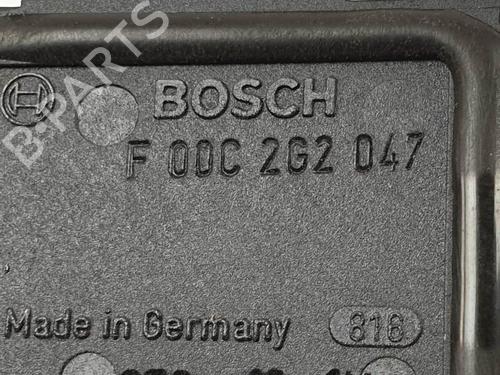 B-PARTS
BOSCH
F 00C 2G2 047
Made in Germany 816